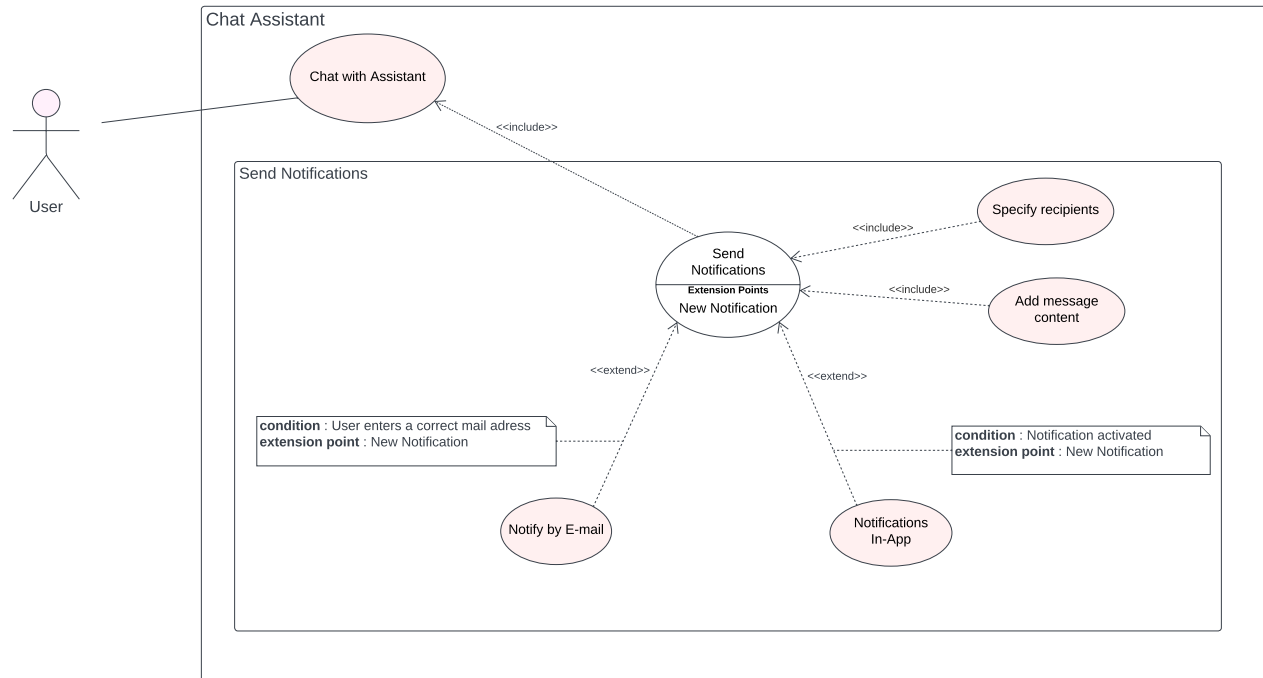 Chat Assistant
Chat with Assistant
User
<<include>>
Send Notifications
Specify recipients
<<include>>
Send
Notifications
Extension Points
New Notification
<<include>>
Add message
content
<<extend>>
<<extend>>
condition : User enters a correct mail adress
extension point : New Notification
condition : Notification activated
extension point : New Notification
Notify by E-mail
Notifications
In-App